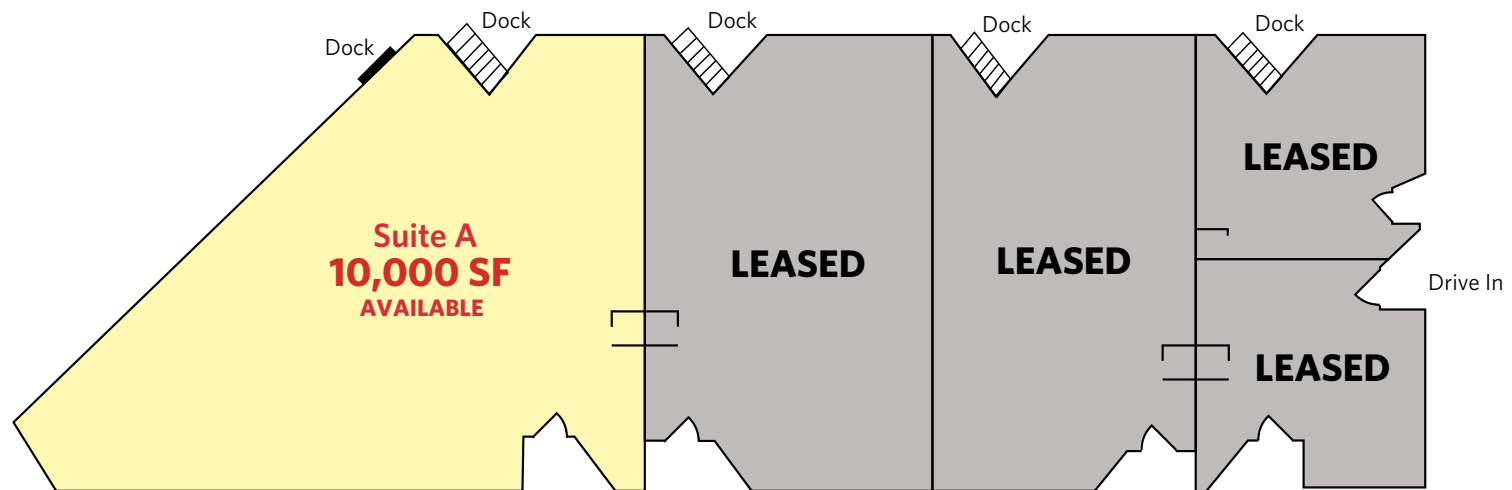 Dock
Dock
Dock
Dock
Dock
LEASED
Suite A
10,000 SF
AVAILABLE
LEASED
LEASED
Drive In
LEASED